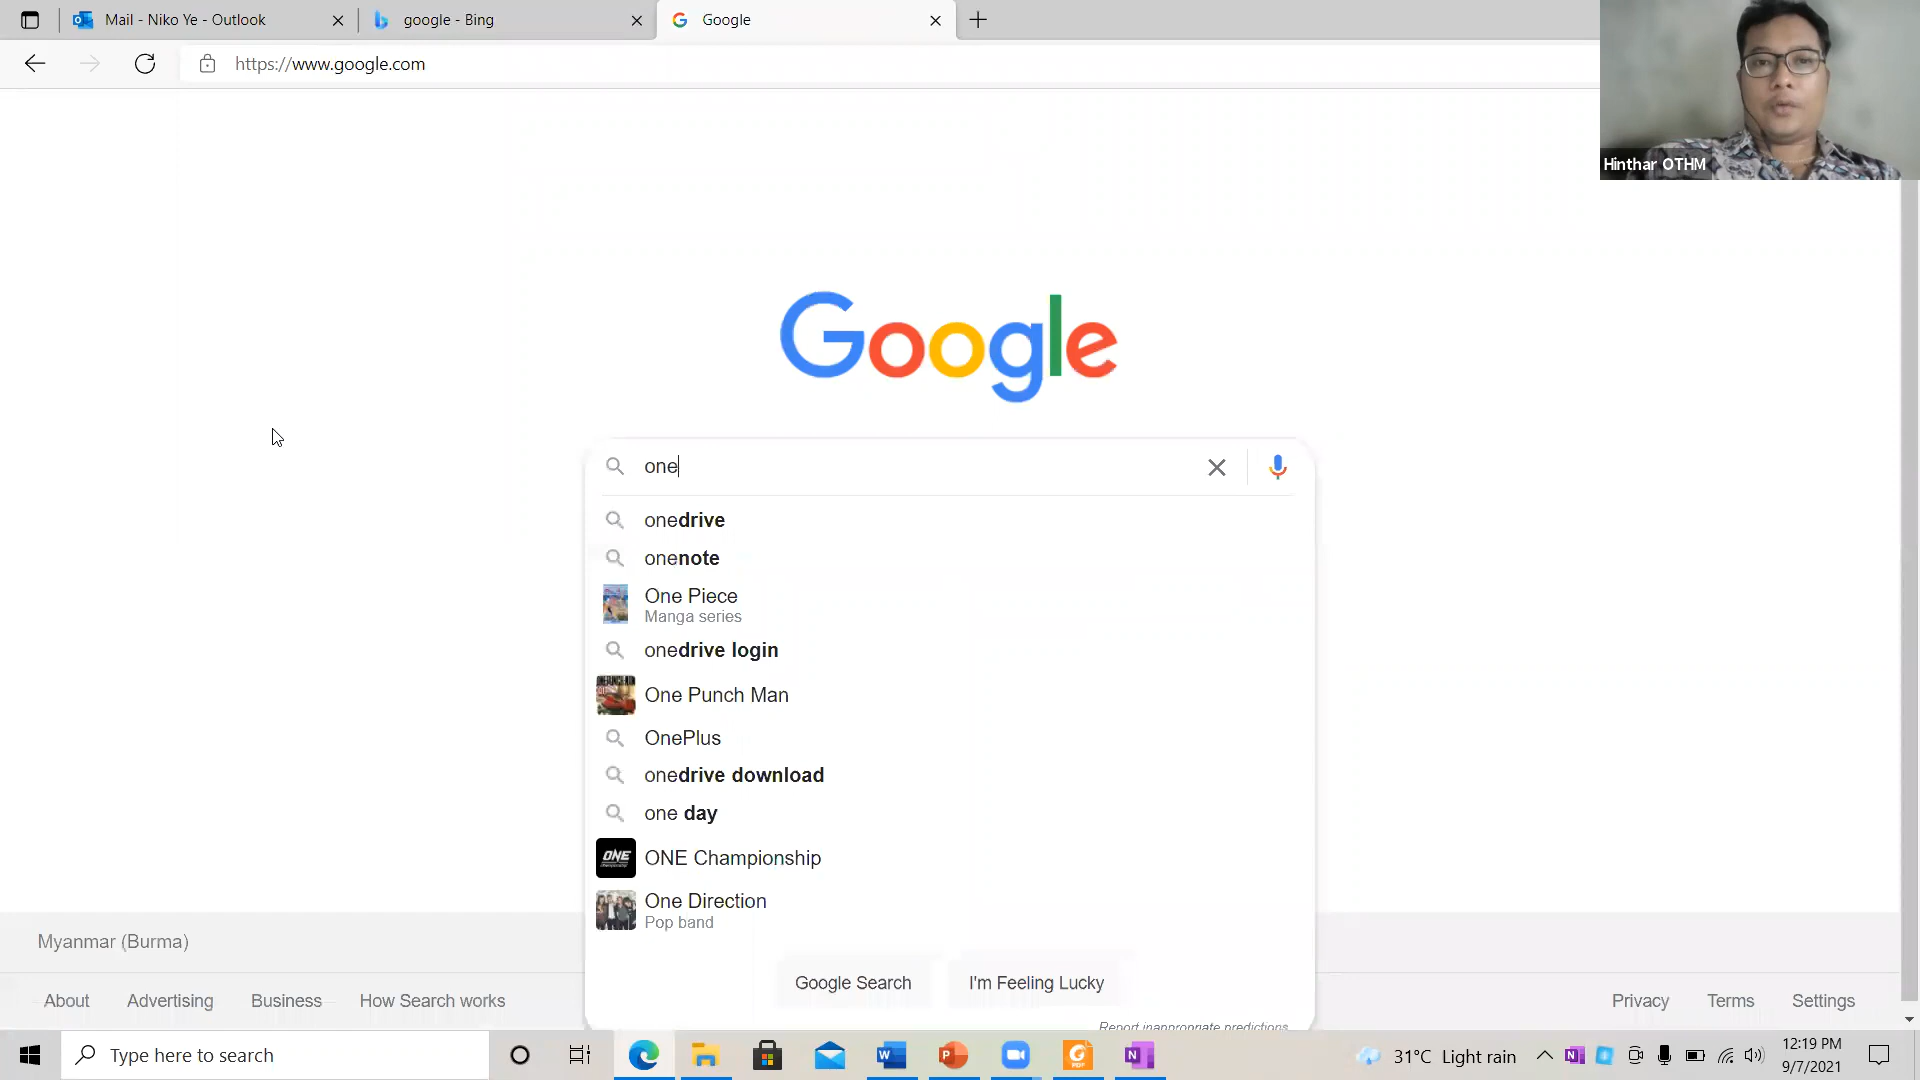 Mail - Niko Ye - Outlook
google - Bing
Google
https://www.google.com
Hinthar OTHM
Google
one
onedrive
onenote
One Piece
Manga series
onedrive login
One Punch Man
OnePlus
onedrive download
one day
ONE
ONE Championship
One Direction
Pop band
Google Search
I'm Feeling Lucky
Report inappropriate predictions
Myanmar (Burma)
About
Advertising
Business
How Search works
Privacy
Terms
Settings
Type here to search
31°C Light rain
12:19 PM
9/7/2021